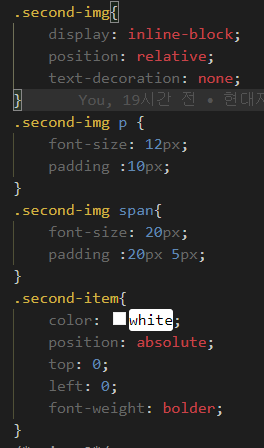 .second-img{
display: inline-block;
position: relative;
text-decoration: none;
} You, 19시간 전 • 현대자
.second-img p {
font-size: 12px;
padding :10px;
}
.second-img span{
font-size: 20px;
padding :20px 5px;
}
.second-item{
color: white;
position: absolute;
top: 0;
left: 0;
font-weight: bolder;
}